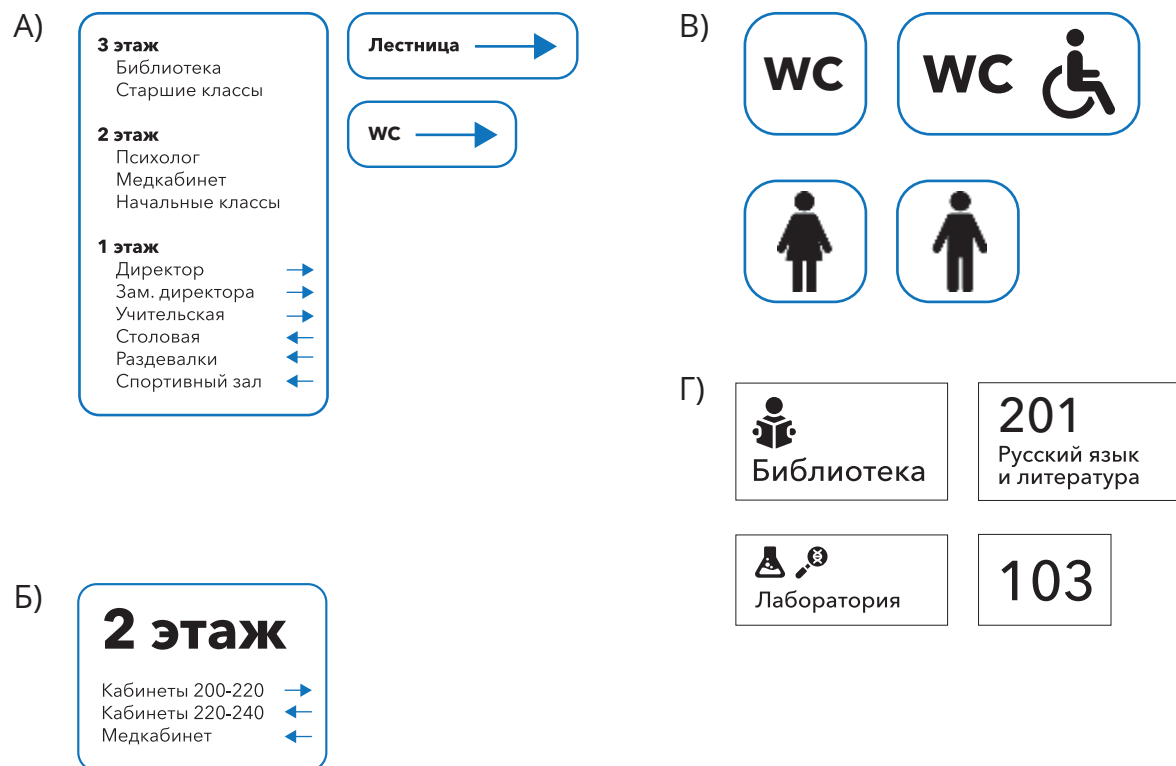 А)
3 этаж
Библиотека
Старшие классы
2 этаж
Психолог
Медкабинет
Начальные классы
1 этаж
Директор
Зам. директора
Учительская
Столовая
Раздевалки
Спортивный зал
Лестница
WC
Б)
2 этаж
Кабинеты 200-220
Кабинеты 220-240
Медкабинет
В)
WC
WC
Г)
Библиотека
201
Русский язык
и литература
Лаборатория
103